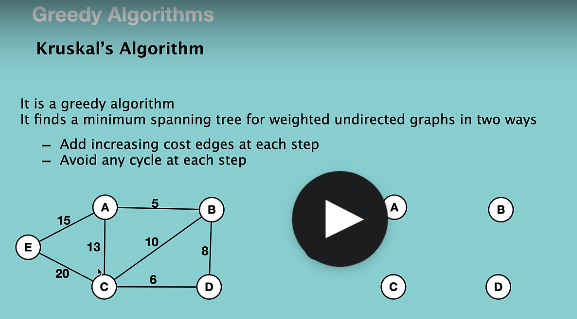 Greedy Algorithms
Kruskal's Algorithm
It is a greedy algorithm
It finds a minimum spanning tree for weighted undirected graphs in two ways
– Add increasing cost edges at each step
– Avoid any cycle at each step
A 5 B A B
15
13 10 8
E
20
C 6 D C D